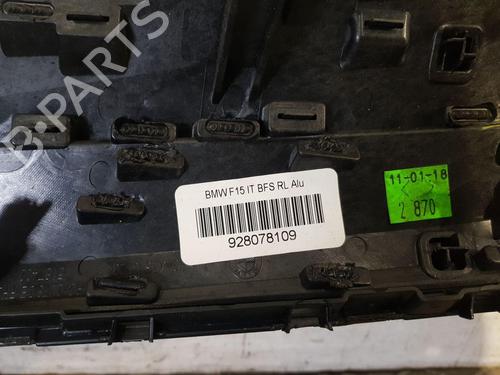 B-PARTS
BMW F15 IT BFS RL Alu
928078109
11-01-18
2 870